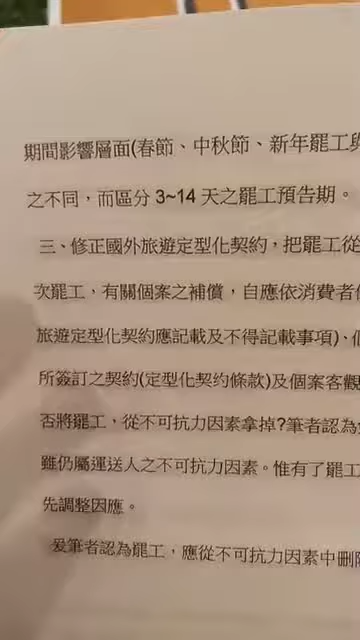 期間影響層面(春節、中秋節、新年罷工與
之不同，而區分 3~14 天之罷工預告期。
三、修正國外旅遊定型化契約，把罷工從
次罷工，有關個案之補償，自應依消費者
旅遊定型化契約應記載及不得記載事項)、
所簽訂之契約(定型化契約條款)及個案客觀
否將罷工，從不可抗力因素拿掉?筆者認為
雖仍屬運送人之不可抗力因素。惟有了罷工
先調整因應。
爰筆者認為罷工，應從不可抗力因素中刪